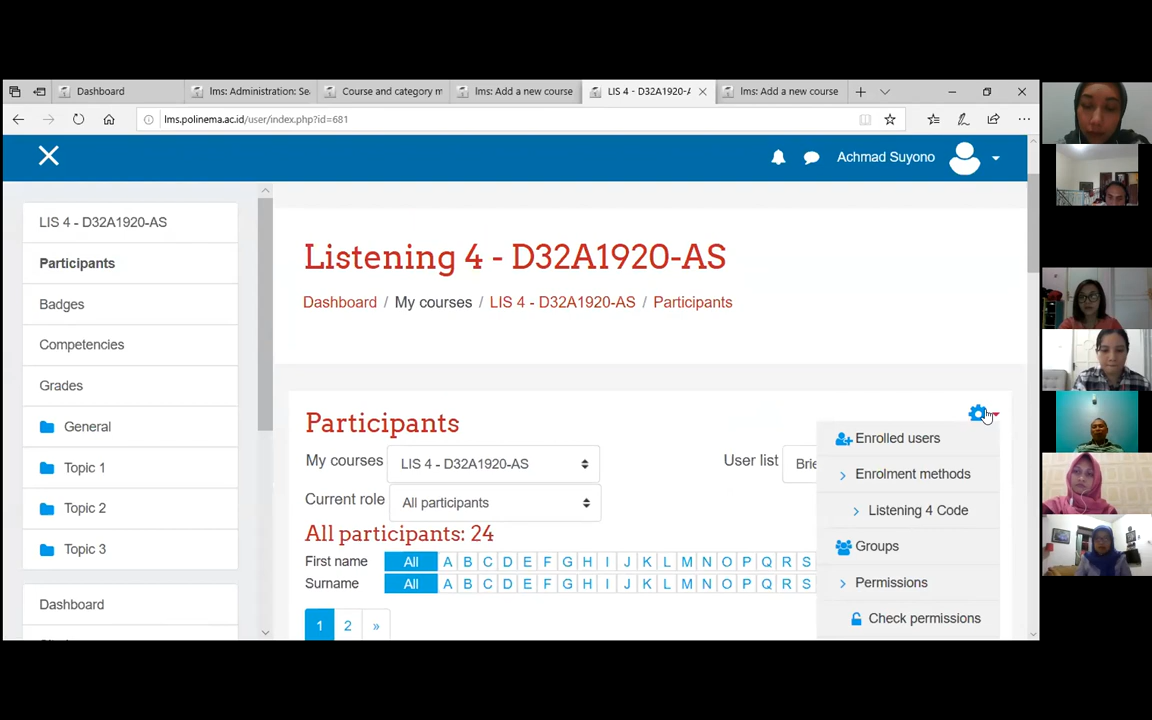 Dashboard
lms: Administration: Se
Course and category m
lms: Add a new course
LIS 4 - D32A1920-A
lms: Add a new course
lms.polinema.ac.id/user/index.php?id=681
Achmad Suyono
LIS 4 - D32A1920-AS
Participants
Badges
Competencies
Grades
General
Topic 1
Topic 2
Topic 3
Dashboard
Listening 4 - D32A1920-AS
Dashboard / My courses / LIS 4 - D32A1920-AS / Participants
Participants
My courses LIS 4 - D32A1920-AS
User list Brie
Current role All participants
All participants: 24
First name All A B C D E F G H I J K L M N O P Q R S
Surname All A B C D E F G H I J K L M N O P Q R S
1 2 »
Enrolled users
Enrolment methods
Listening 4 Code
Groups
Permissions
Check permissions